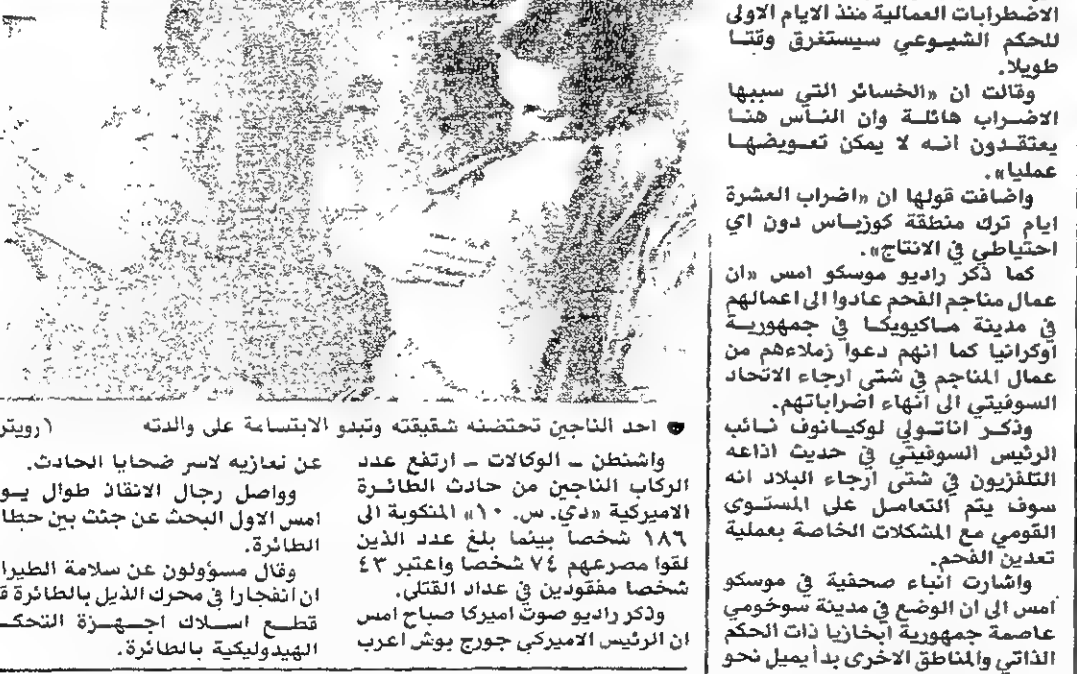 الاضطرابات العمالية منذ الايام الاولى
للحكم الشيوعي سيستغرق وقتا
طويلا.
وقالت ان «الخسائر التي سببها
الاضراب هائلة وان الناس هنا
يعتقدون انه لا يمكن تعويضها
عمليا».
واضافت قولها ان «اضراب العشرة
ايام ترك منطقة كوزباس دون اي
احتياطي في الانتاج».
كما ذكر راديو موسكو امس «ان
عمال مناجم الفحم عادوا الى اعمالهم
في مدينة ماكيويكا في جمهورية
اوكرانيا كما انهم دعوا زملاءهم من
عمال المناجم في شتى ارجاء الاتحاد
السوفيتي الى انهاء اضراباتهم.
وذكر اناتولي لوكيانوف نائب
الرئيس السوفيتي في حديث اذاعه
التلفزيون في شتى ارجاء البلاد انه
سوف يتم التعامل على المستوى
القومي مع المشكلات الخاصة بعملية
تعدين الفحم.
واشارت انباء صحفية في موسكو
امس الى ان الوضع في مدينة سوخومي
عاصمة جمهورية ابخازيا ذات الحكم
الذاتي والمناطق الاخرى بدأ يميل نحو
احد الناجين تحتضنه شقيقته وتبدو الابتسامة على والدته (رويتر
واشنطن ـ الوكالات ـ ارتفع عدد
الركاب الناجين من حادث الطائرة
الاميركية «دي. س. ١٠» المنكوبة الى
١٨٦ شخصا بينما بلغ عدد الذين
لقوا مصرعهم ٧٤ شخصا واعتبر ٤٣
شخصا مفقودين في عداد القتلى.
وذكر راديو صوت اميركا صباح امس
ان الرئيس الاميركي جورج بوش اعرب
عن تعازيه لاسر ضحايا الحادث.
وواصل رجال الانقاذ طوال يو
امس الاول البحث عن جثث بين حطا
الطائرة.
وقال مسؤولون عن سلامة الطيرا
ان انفجارا في محرك الذيل بالطائرة ق
قطع اسلاك اجهزة التحك
الهيدوليكية بالطائرة.